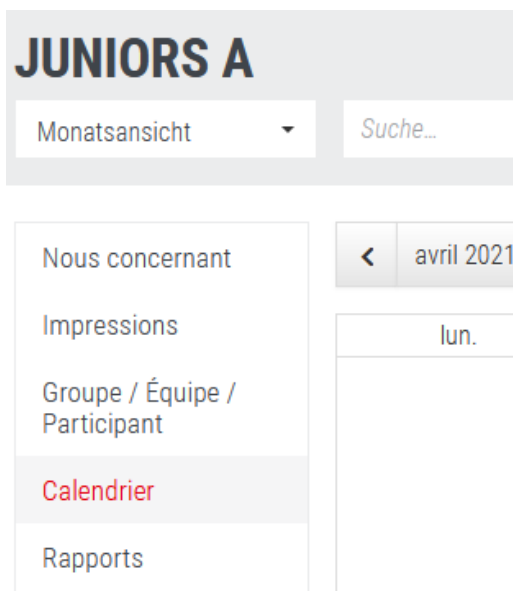 JUNIORS A
Monatsansicht
Suche...
Nous concernant
avril 2021
Impressions
lun.
Groupe / Équipe /
Participant
Calendrier
Rapports